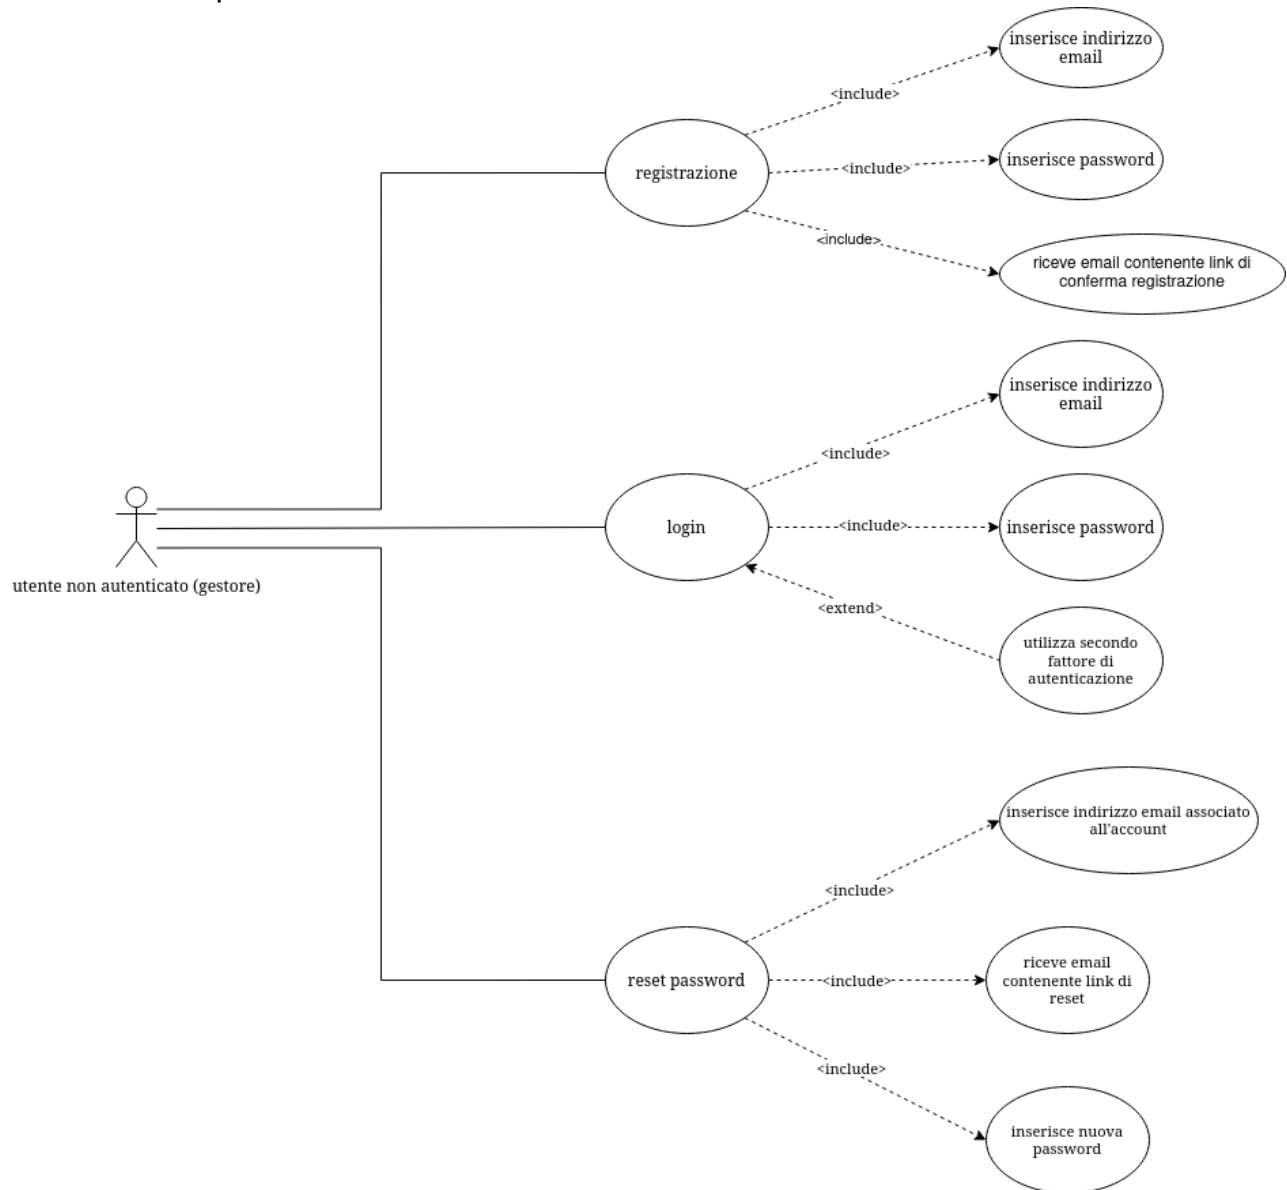 inserisce indirizzo
email
<include>
registrazione
<include>
inserisce password
<include>
riceve email contenente link di
conferma registrazione
inserisce indirizzo
email
<include>
login
<include>
inserisce password
utente non autenticato (gestore)
<extend>
utilizza secondo
fattore di
autenticazione
inserisce indirizzo email associato
all'account
<include>
reset password
<include>
riceve email
contenente link di
reset
<include>
inserisce nuova
password